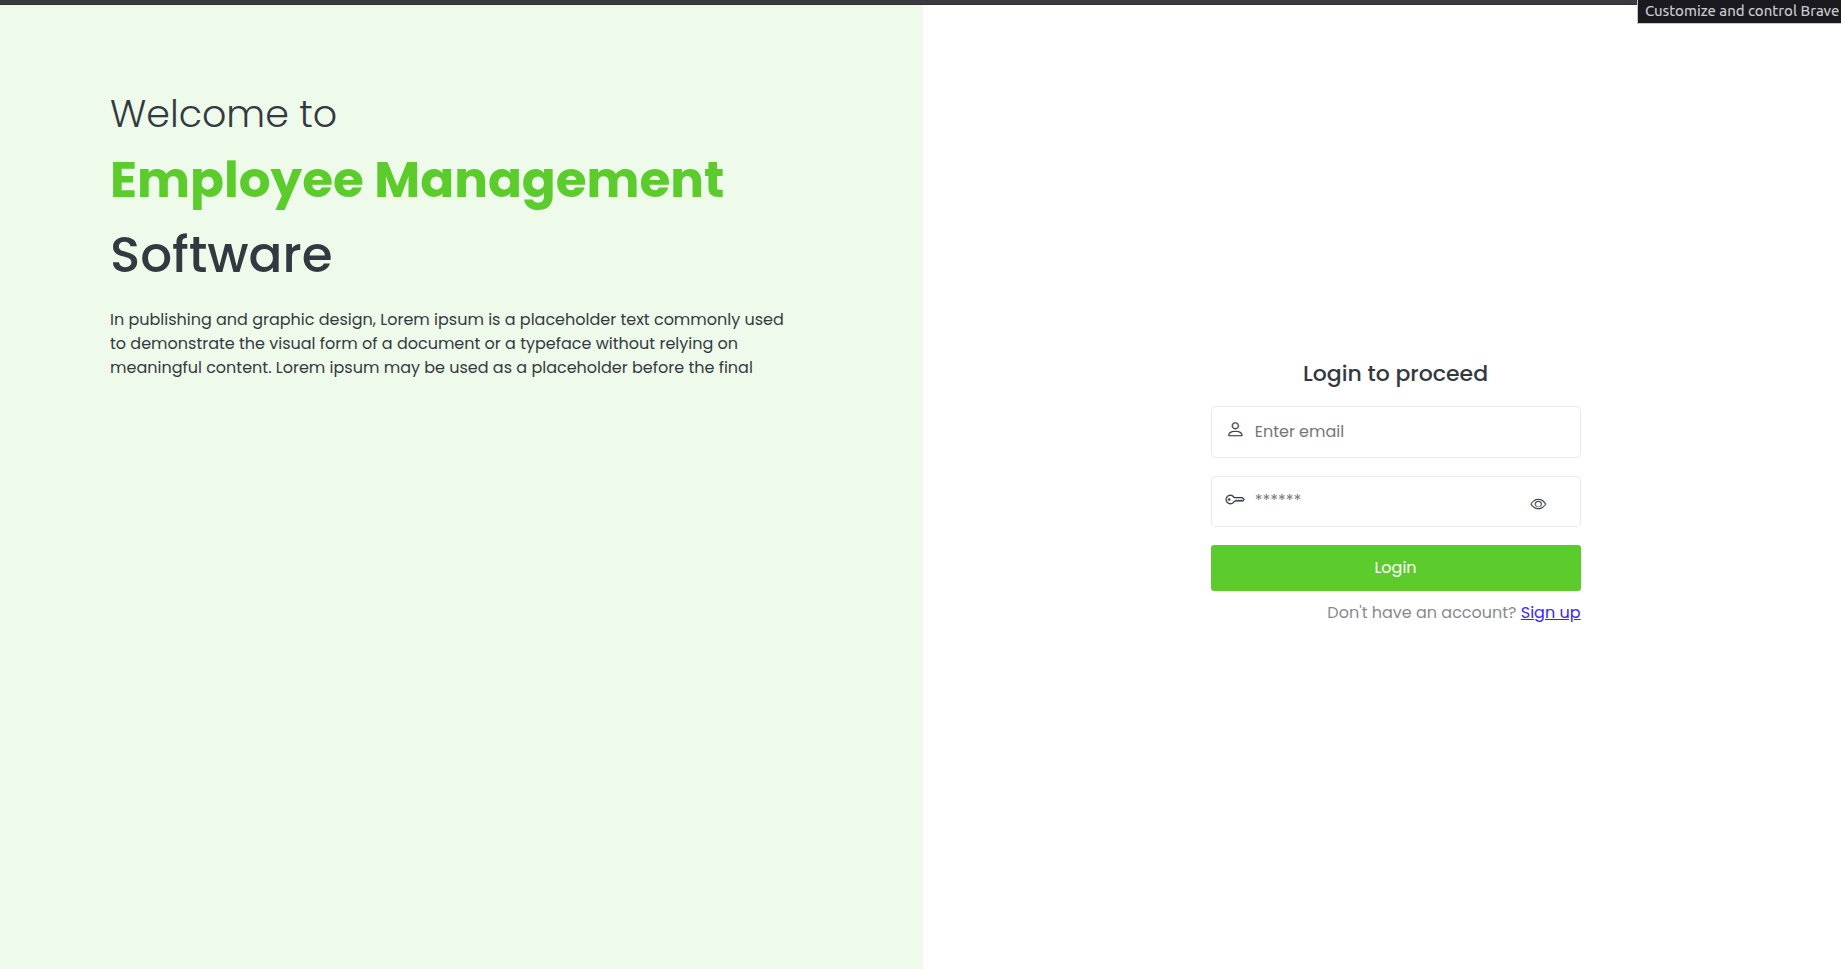 Customize and control Brave
Welcome to
Employee Management
Software
In publishing and graphic design, Lorem ipsum is a placeholder text commonly used
to demonstrate the visual form of a document or a typeface without relying on
meaningful content. Lorem ipsum may be used as a placeholder before the final
Login to proceed
Enter email
******
Login
Don't have an account? Sign up